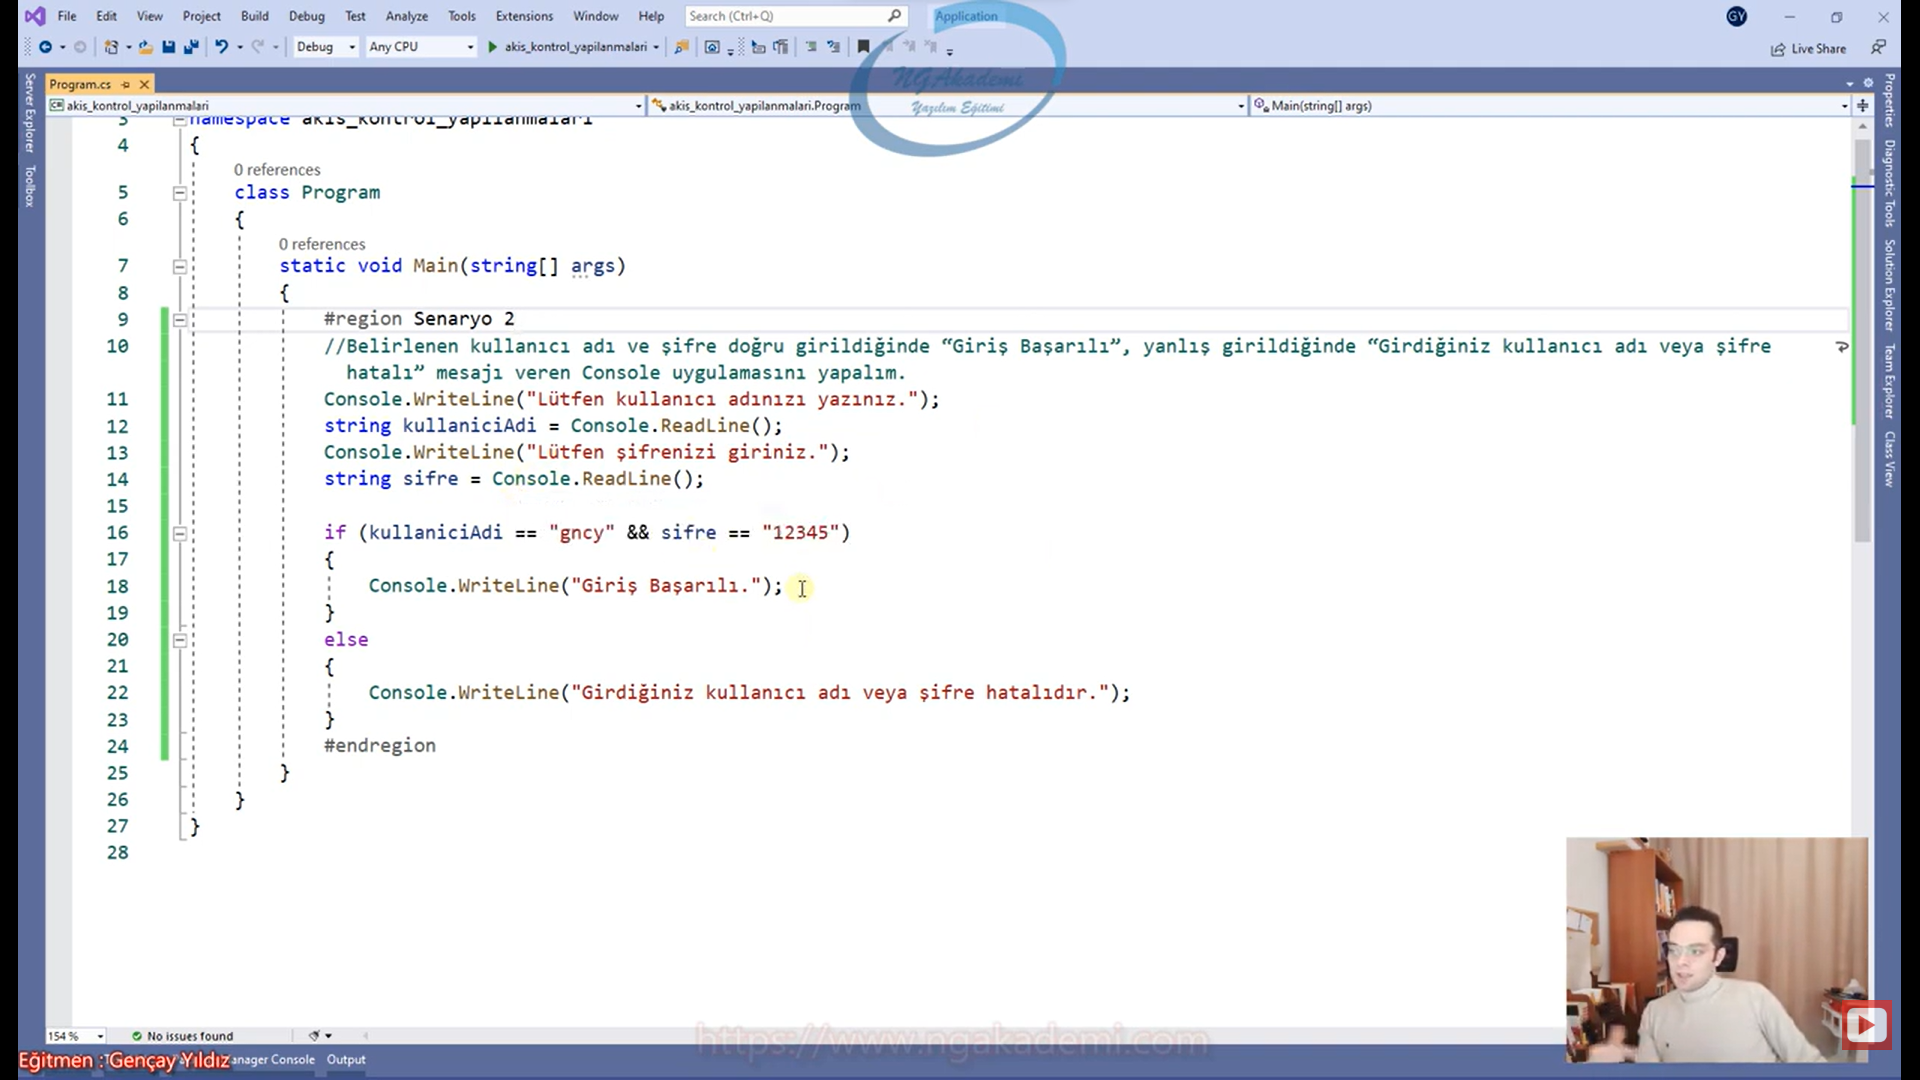 File Edit View Project Build Debug Test Analyze Tools Extensions Window Help Search (Ctrl+Q) Application GY
Debug Any CPU akis_kontrol_yapilanmalari Live Share
NGAkademi
Yazılım Eğitimi
Program.cs
akis_kontrol_yapilanmalari akis_kontrol_yapilanmalari.Program Main(string[] args)
Server Explorer
Toolbox
Properties
Diagnostic Tools
Solution Explorer
Team Explorer
Class View
3 namespace akis_kontrol_yapilanmalari
4 {
0 references
5 class Program
6 {
0 references
7 static void Main(string[] args)
8 {
9 #region Senaryo 2
10 //Belirlenen kullanıcı adı ve şifre doğru girildiğinde “Giriş Başarılı”, yanlış girildiğinde “Girdiğiniz kullanıcı adı veya şifre
hatalı” mesajı veren Console uygulamasını yapalım.
11 Console.WriteLine("Lütfen kullanıcı adınızı yazınız.");
12 string kullaniciAdi = Console.ReadLine();
13 Console.WriteLine("Lütfen şifrenizi giriniz.");
14 string sifre = Console.ReadLine();
15
16 if (kullaniciAdi == "gncy" && sifre == "12345")
17 {
18 Console.WriteLine("Giriş Başarılı.");
19 }
20 else
21 {
22 Console.WriteLine("Girdiğiniz kullanıcı adı veya şifre hatalıdır.");
23 }
24 #endregion
25 }
26 }
27 }
28
154 % No issues found
https://www.ngakademi.com
Eğitmen : Gençay Yıldız anager Console Output